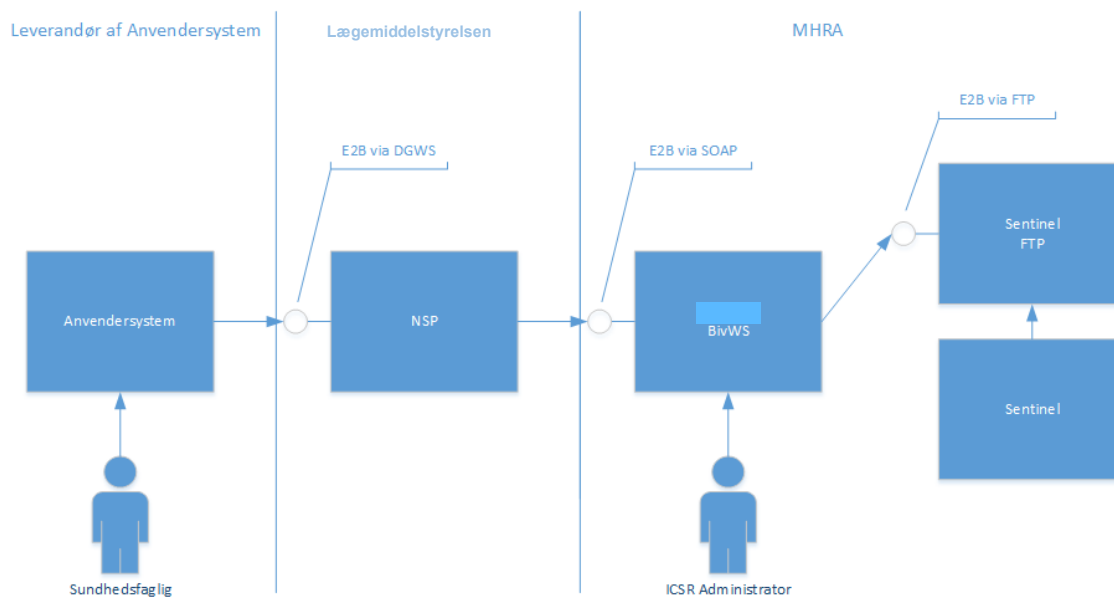 Leverandør af Anvendersystem
Lægemiddelstyrelsen
MHRA
E2B via FTP
E2B via DGWS
E2B via SOAP
Sentinel
FTP
Anvendersystem
NSP
BivWS
Sentinel
Sundhedsfaglig
ICSR Administrator